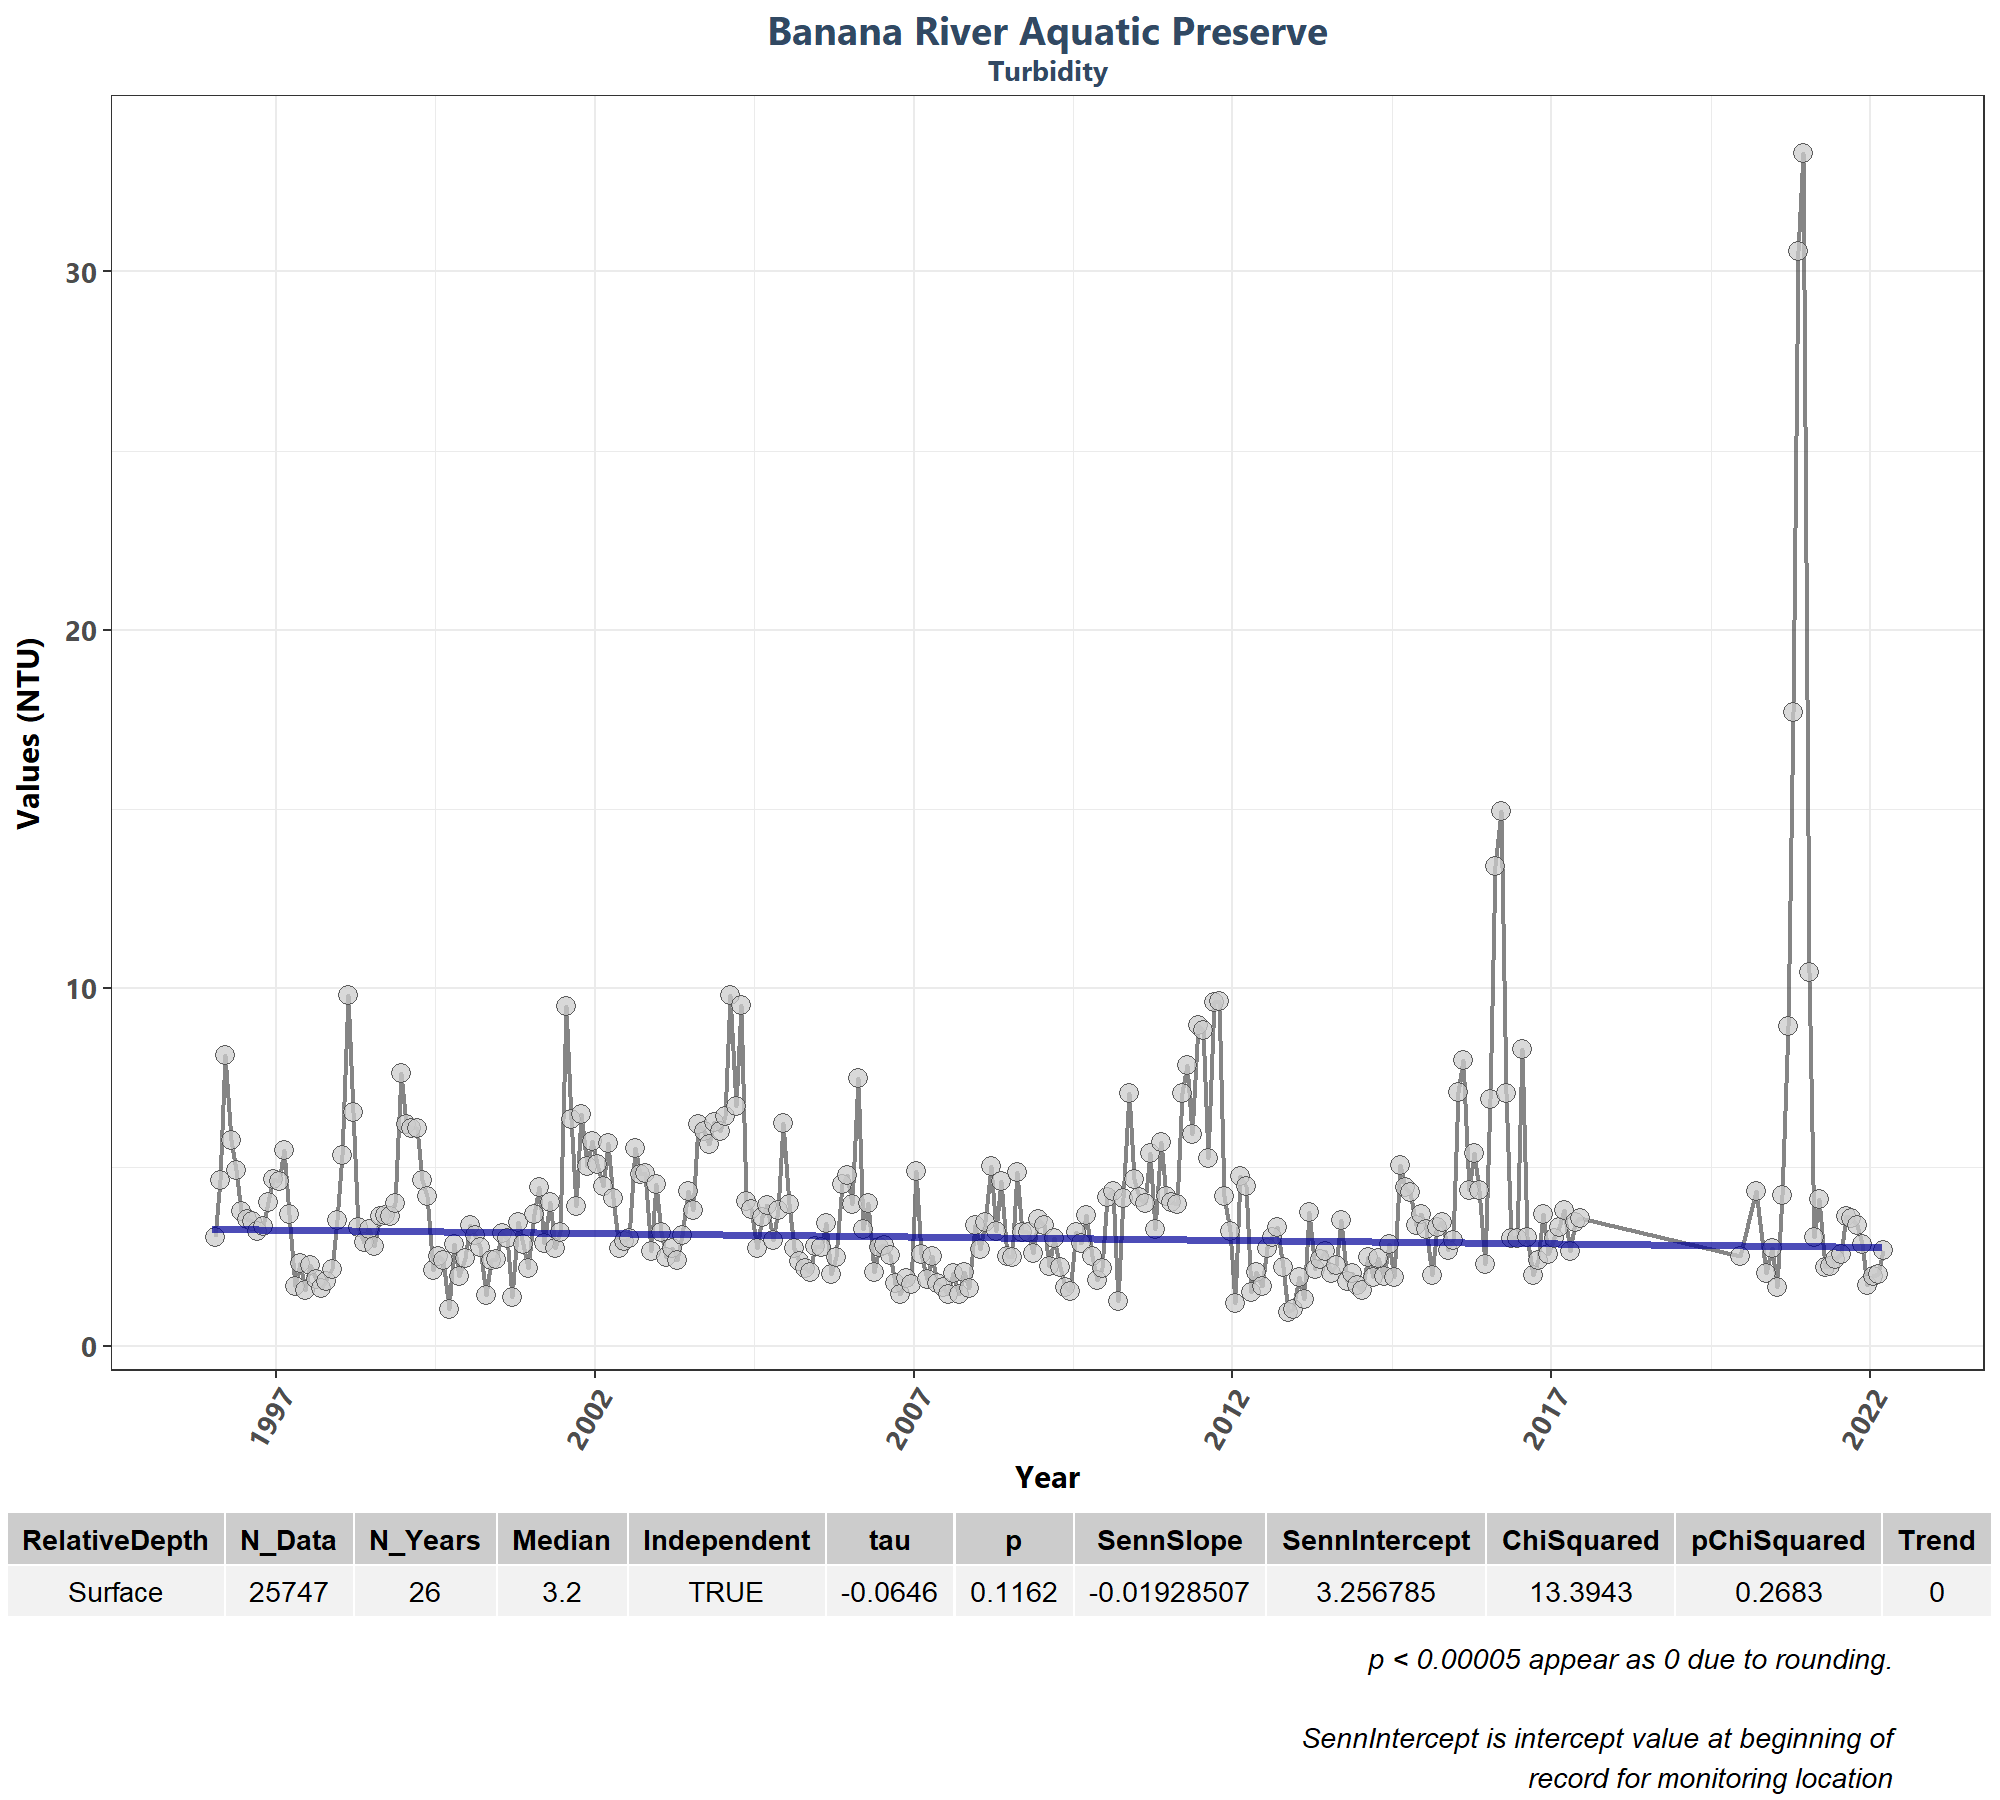 Banana River Aquatic Preserve
Turbidity
Values (NTU)
30
20
10
0
1997 2002 2007 2012 2017 2022
Year
RelativeDepth N_Data N_Years Median Independent tau p SennSlope SennIntercept ChiSquared pChiSquared Trend
Surface 25747 26 3.2 TRUE -0.0646 0.1162 -0.01928507 3.256785 13.3943 0.2683 0
p < 0.00005 appear as 0 due to rounding.
SennIntercept is intercept value at beginning of
record for monitoring location